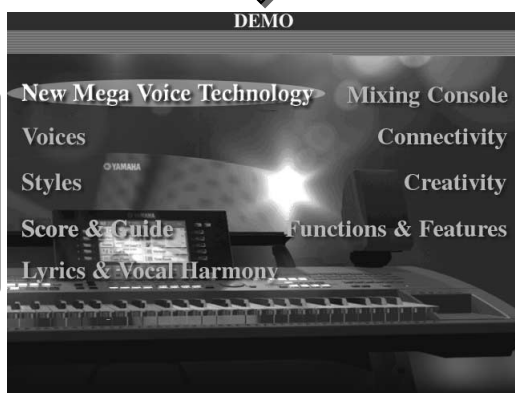 DEMO
New Mega Voice Technology
Mixing Console
Voices
Connectivity
YAMAHA
Styles
Creativity
Score & Guide
Functions & Features
Lyrics & Vocal Harmony